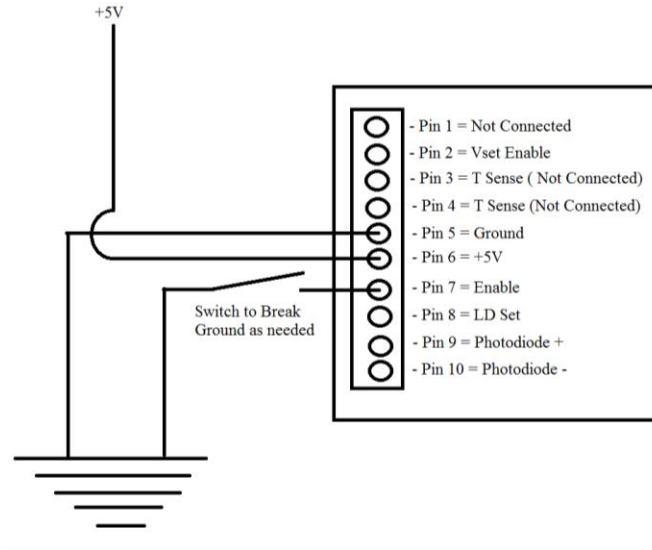 +5V
- Pin 1 = Not Connected
- Pin 2 = Vset Enable
- Pin 3 = T Sense ( Not Connected)
- Pin 4 = T Sense (Not Connected)
- Pin 5 = Ground
- Pin 6 = +5V
- Pin 7 = Enable
Switch to Break
Ground as needed
- Pin 8 = LD Set
- Pin 9 = Photodiode +
- Pin 10 = Photodiode -